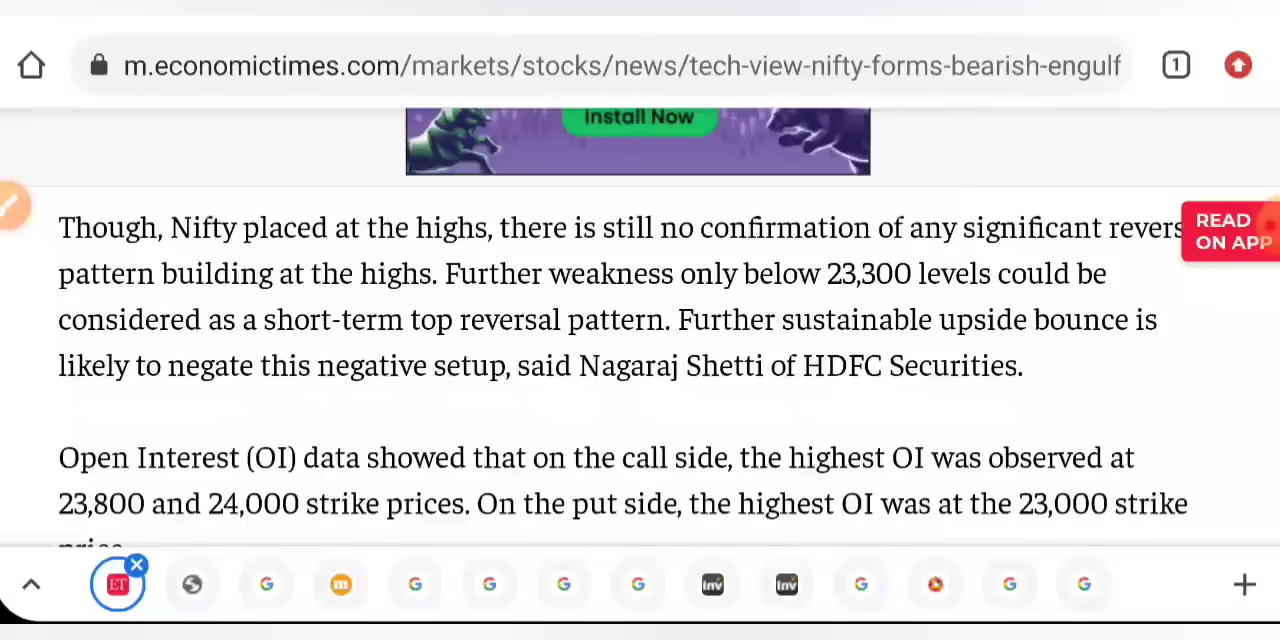 m.economictimes.com/markets/stocks/news/tech-view-nifty-forms-bearish-engulf
1
Install Now
Though, Nifty placed at the highs, there is still no confirmation of any significant revers
READ
ON APP
pattern building at the highs. Further weakness only below 23,300 levels could be
considered as a short-term top reversal pattern. Further sustainable upside bounce is
likely to negate this negative setup, said Nagaraj Shetti of HDFC Securities.
Open Interest (OI) data showed that on the call side, the highest OI was observed at
23,800 and 24,000 strike prices. On the put side, the highest OI was at the 23,000 strike
ET
G
m
G
G
G
G
Inv
Inv
G
G
G